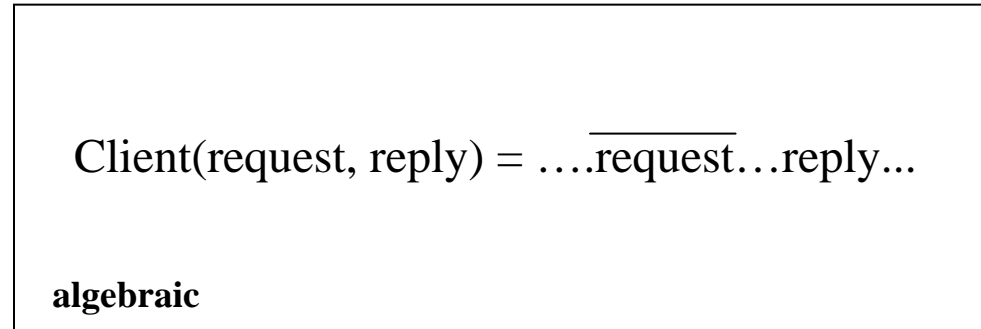 Client(request, reply) = ….request…reply...
algebraic